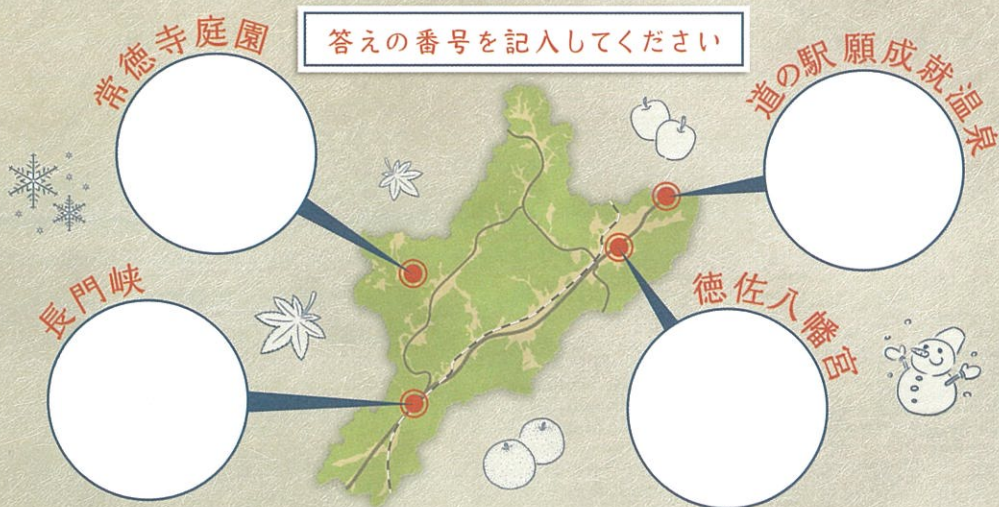 答えの番号を記入してください
常徳寺庭園
道の駅 願成就温泉
長門峡
徳佐八幡宮